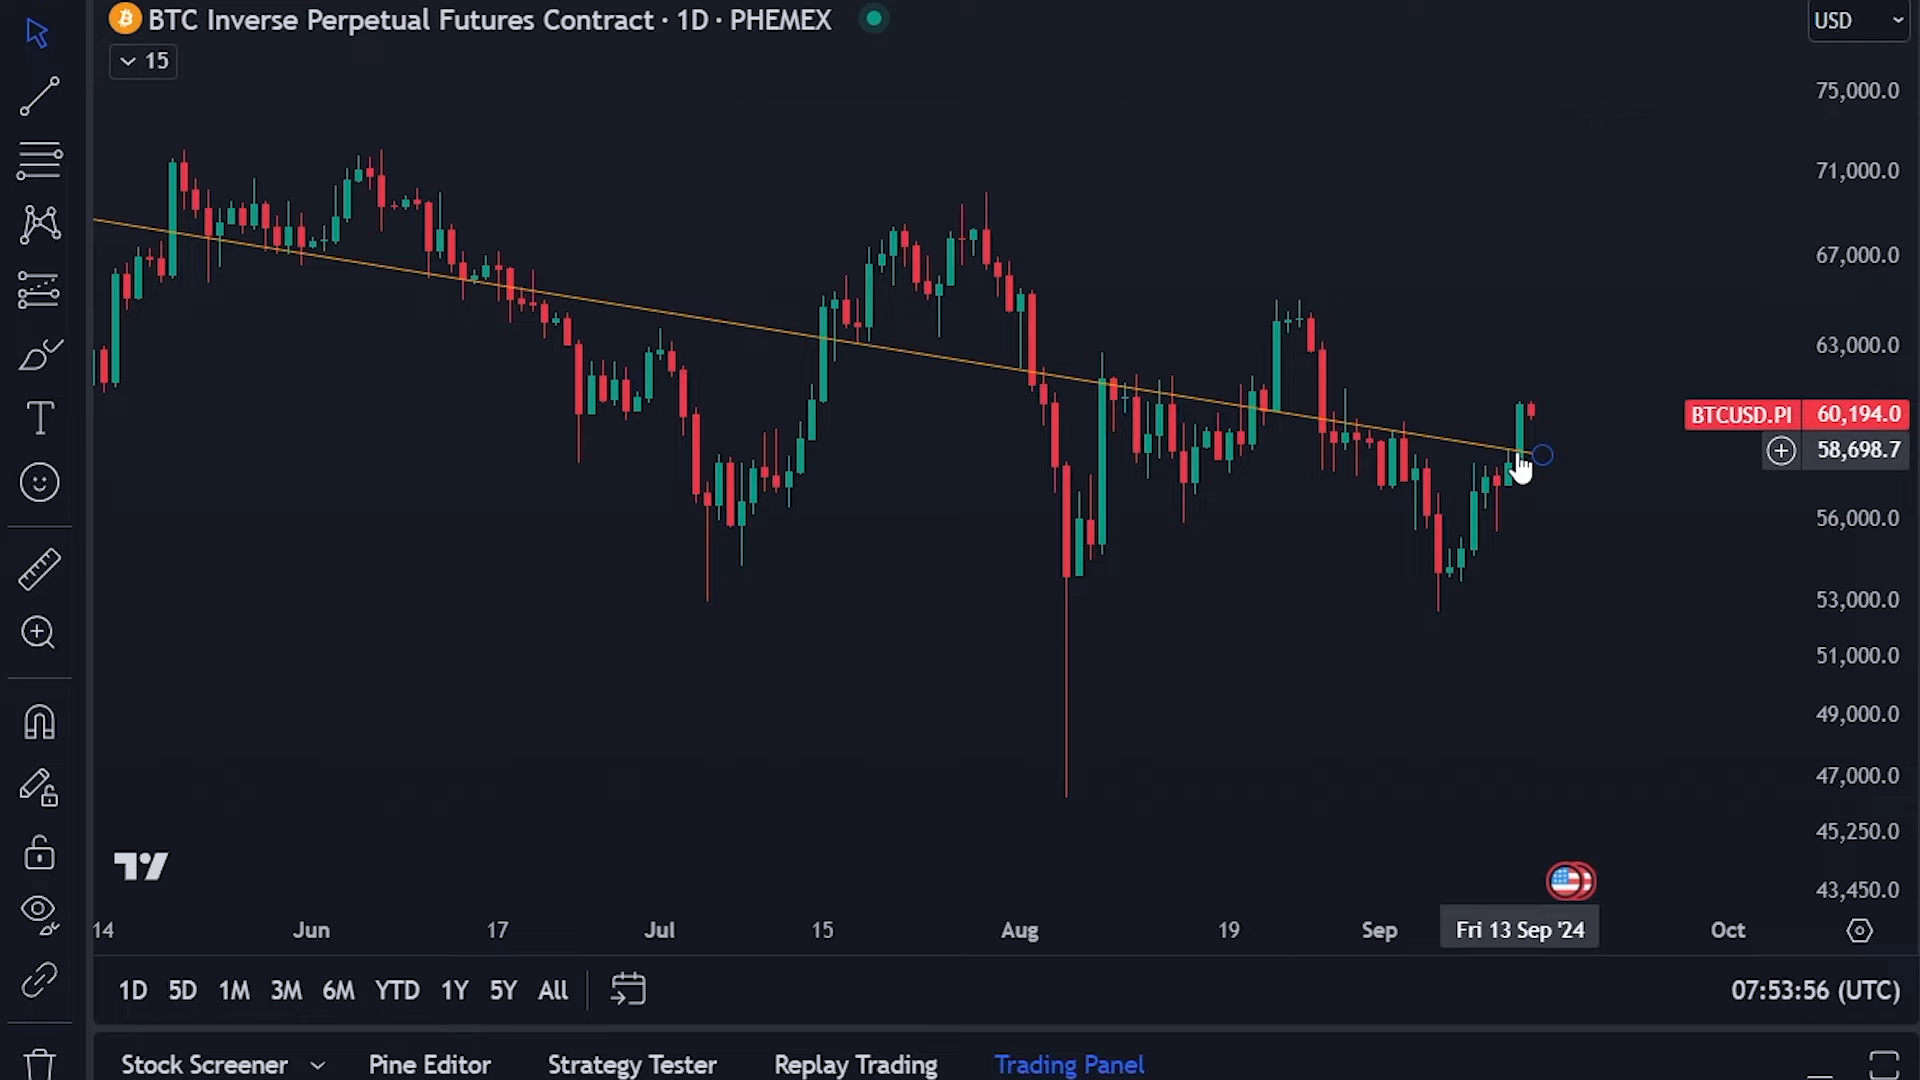 BTC Inverse Perpetual Futures Contract · 1D · PHEMEX
USD
15
75,000.0
71,000.0
67,000.0
63,000.0
BTCUSD.PI 60,194.0
58,698.7
56,000.0
53,000.0
51,000.0
49,000.0
47,000.0
45,250.0
43,450.0
14 Jun 17 Jul 15 Aug 19 Sep Fri 13 Sep '24 Oct
1D 5D 1M 3M 6M YTD 1Y 5Y All 07:53:56 (UTC)
Stock Screener Pine Editor Strategy Tester Replay Trading Trading Panel